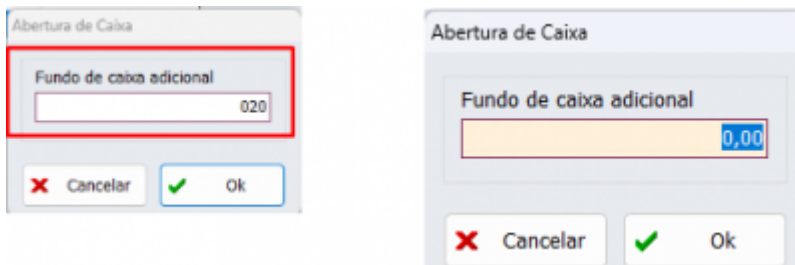 Abertura de Caixa
Fundo de caixa adicional
020
Cancelar
Ok
Abertura de Caixa
Fundo de caixa adicional
0,00
Cancelar
Ok